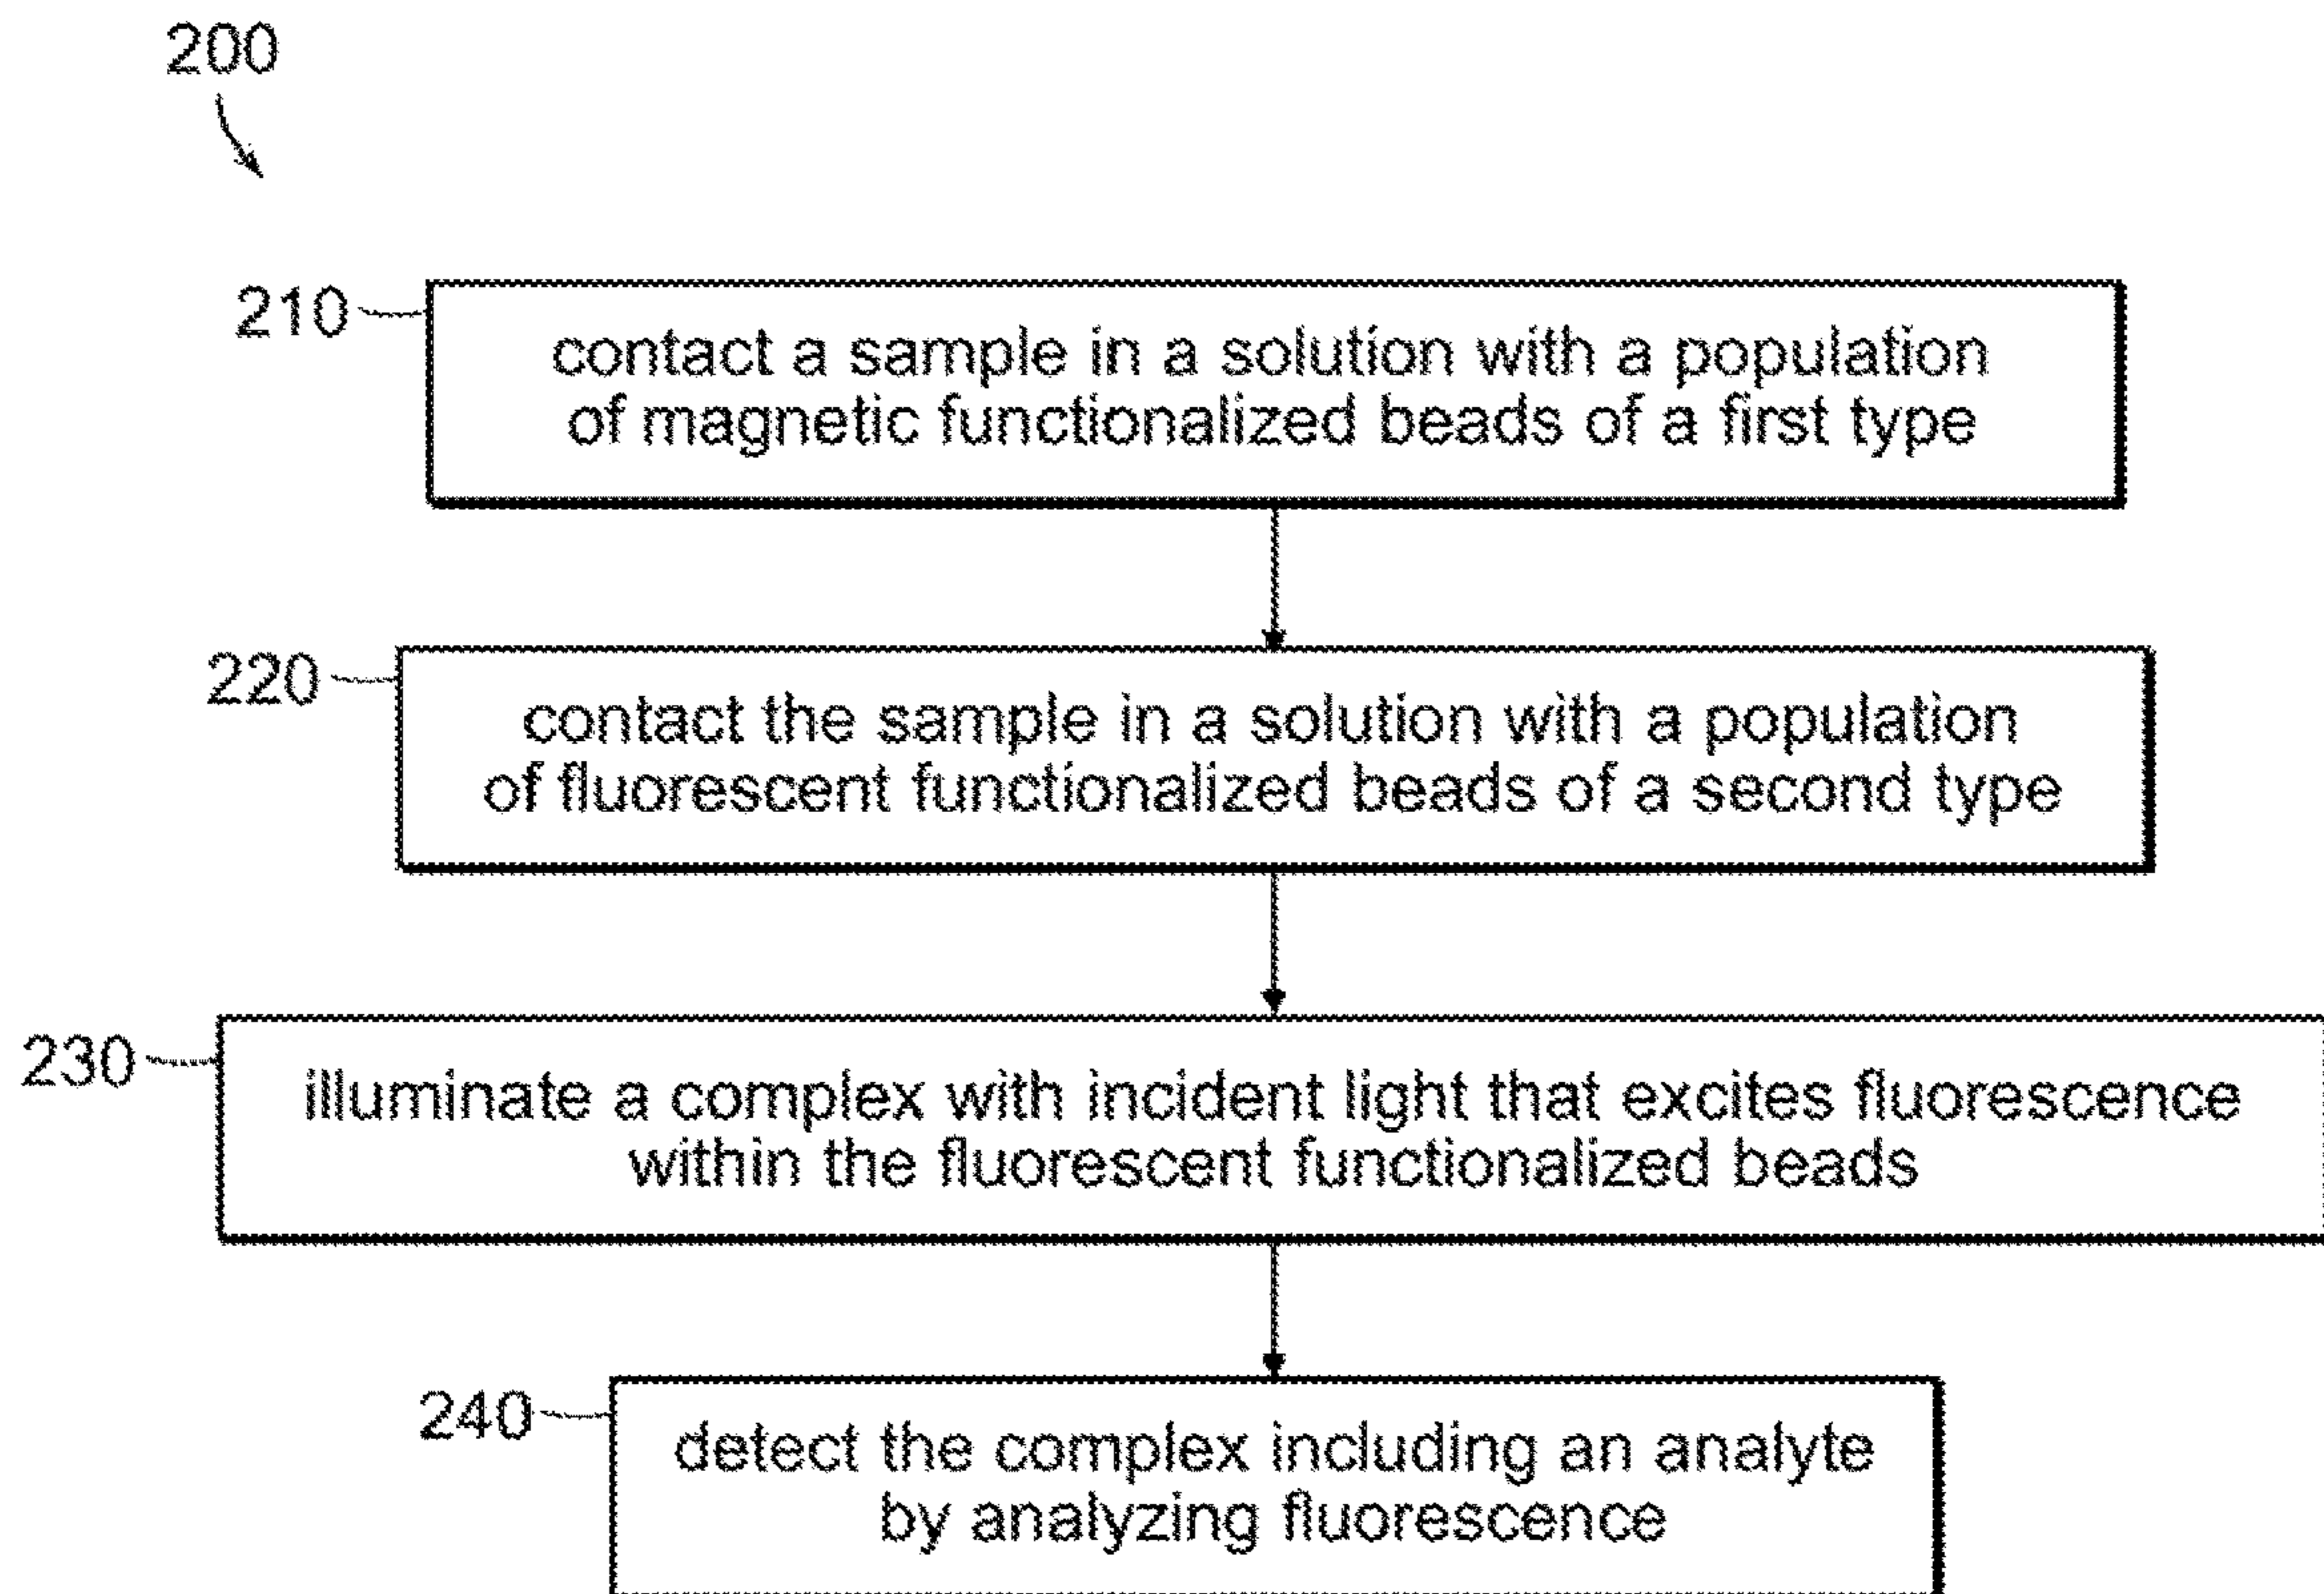 200
210
contact a sample in a solution with a population
of magnetic functionalized beads of a first type
220
contact the sample in a solution with a population
of fluorescent functionalized beads of a second type
230
illuminate a complex with incident light that excites fluorescence
within the fluorescent functionalized beads
240
detect the complex including an analyte
by analyzing fluorescence